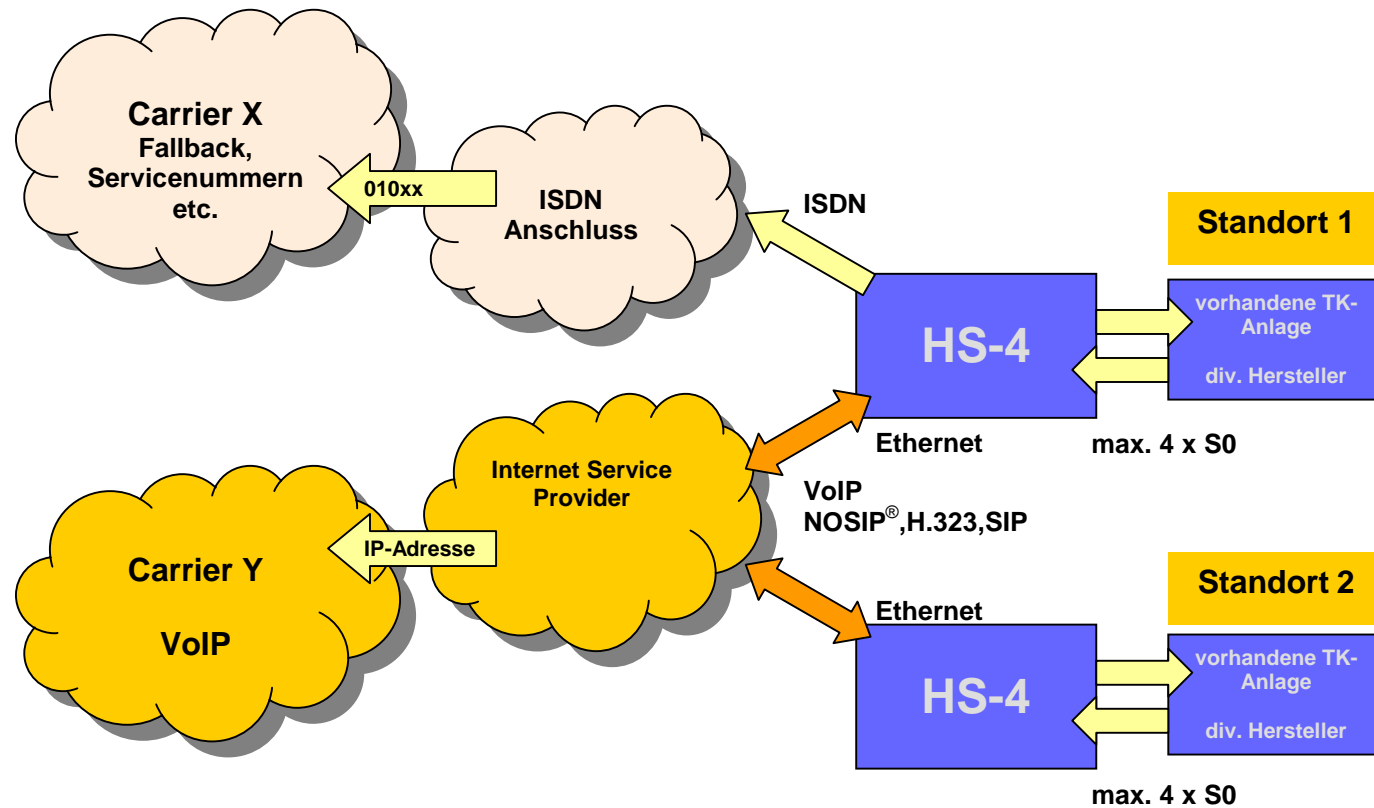 Carrier X
Fallback,
Servicenummern
etc.
010xx
ISDN
Anschluss
ISDN
Standort 1
HS-4
vorhandene TK-
Anlage
div. Hersteller
Ethernet
max. 4 x S0
Internet Service
Provider
VoIP
NOSIP®,H.323,SIP
IP-Adresse
Carrier Y
VoIP
Standort 2
Ethernet
HS-4
vorhandene TK-
Anlage
div. Hersteller
max. 4 x S0